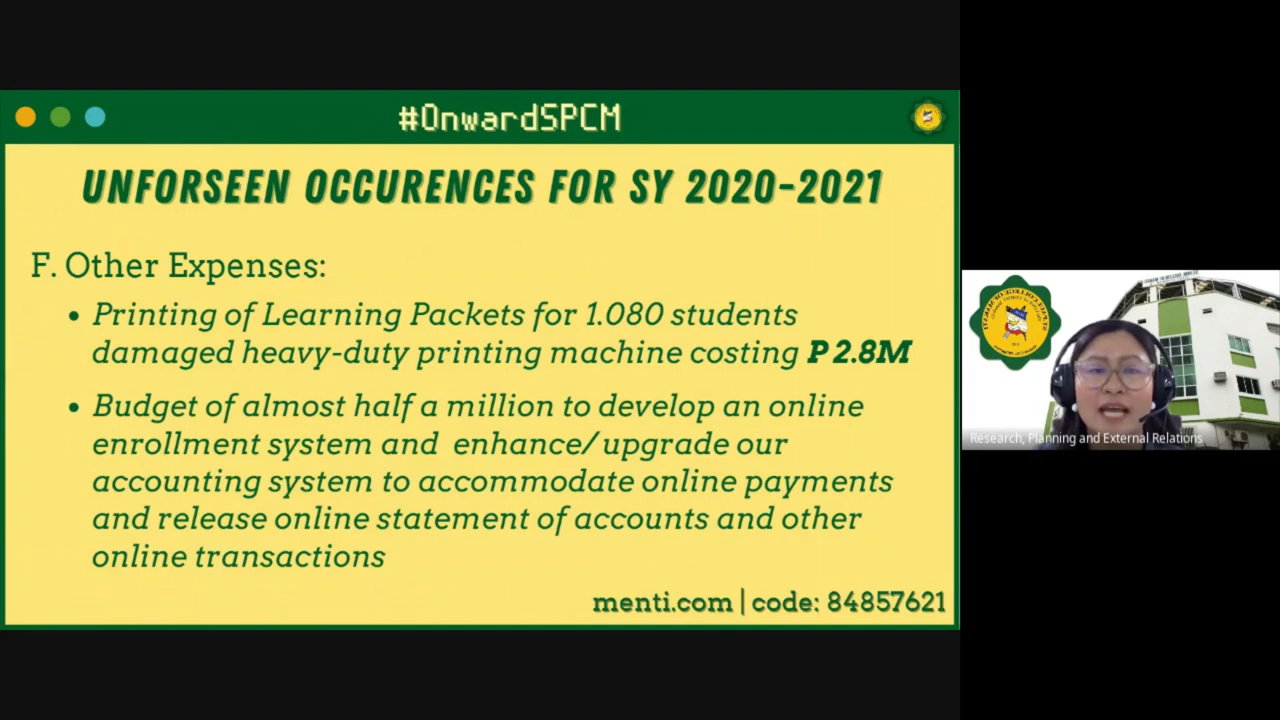 #OnwardSPCM
UNFORSEEN OCCURENCES FOR SY 2020-2021
F. Other Expenses:
• Printing of Learning Packets for 1.080 students
damaged heavy-duty printing machine costing P 2.8M
• Budget of almost half a million to develop an online
enrollment system and enhance/ upgrade our
accounting system to accommodate online payments
and release online statement of accounts and other
online transactions
menti.com | code: 84857621
Research, Planning and External Relations